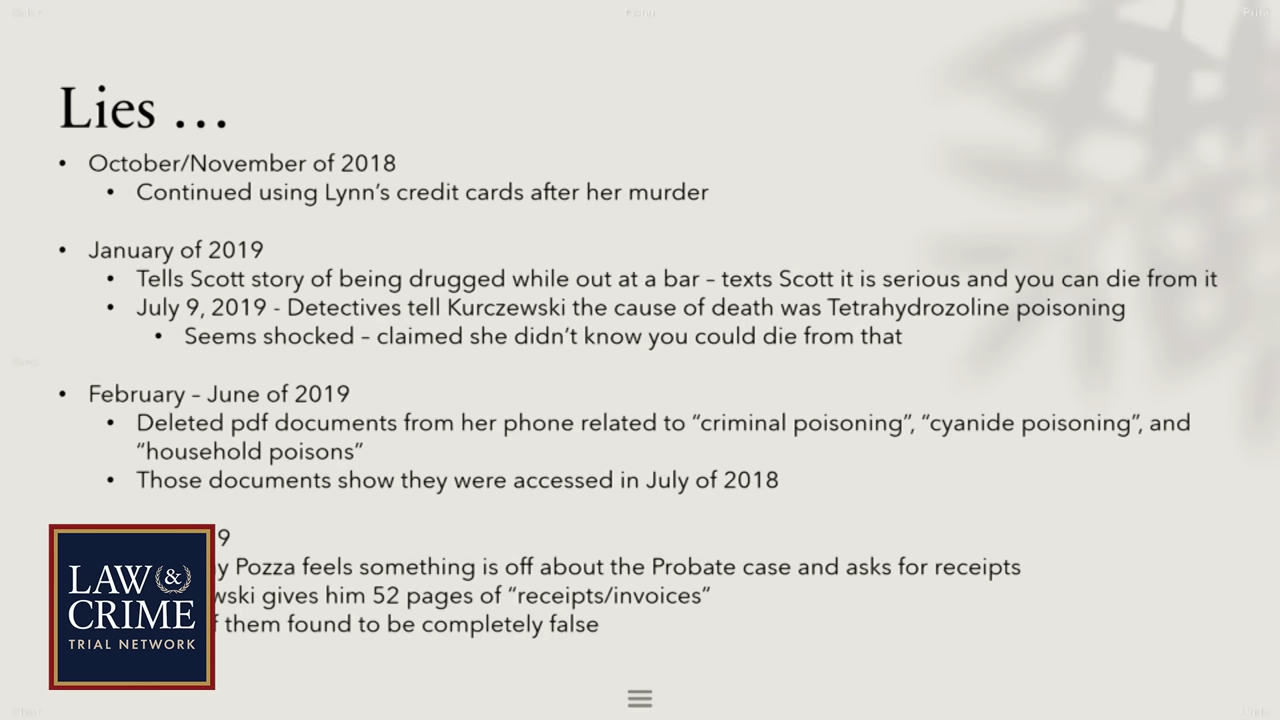 Lies …
• October/November of 2018
• Continued using Lynn’s credit cards after her murder
• January of 2019
• Tells Scott story of being drugged while out at a bar – texts Scott it is serious and you can die from it
• July 9, 2019 - Detectives tell Kurczewski the cause of death was Tetrahydrozoline poisoning
• Seems shocked – claimed she didn’t know you could die from that
• February – June of 2019
• Deleted pdf documents from her phone related to “criminal poisoning”, “cyanide poisoning”, and
“household poisons”
• Those documents show they were accessed in July of 2018
9
y Pozza feels something is off about the Probate case and asks for receipts
wski gives him 52 pages of “receipts/invoices”
f them found to be completely false
LAW &
CRIME
TRIAL NETWORK